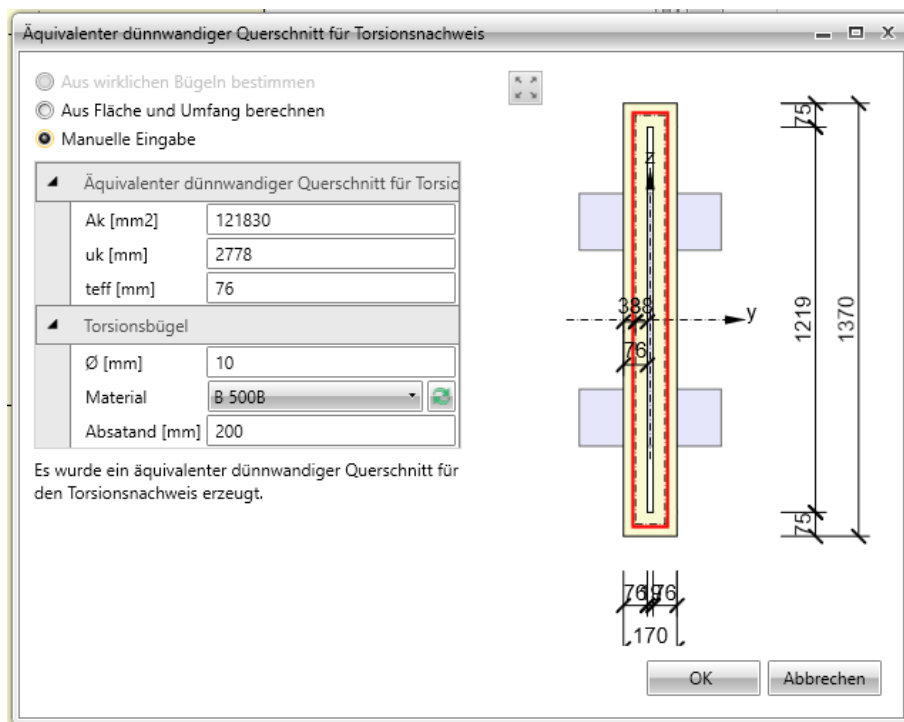 Äquivalenter dünnwandiger Querschnitt für Torsionsnachweis
Aus wirklichen Bügeln bestimmen
Aus Fläche und Umfang berechnen
Manuelle Eingabe
Äquivalenter dünnwandiger Querschnitt für Torsio
Ak [mm2] 121830
uk [mm] 2778
teff [mm] 76
Torsionsbügel
Ø [mm] 10
Material B 500B
Absatand [mm] 200
Es wurde ein äquivalenter dünnwandiger Querschnitt für
den Torsionsnachweis erzeugt.
z
y
76
75
1219
1370
75
76 76
170
OK Abbrechen